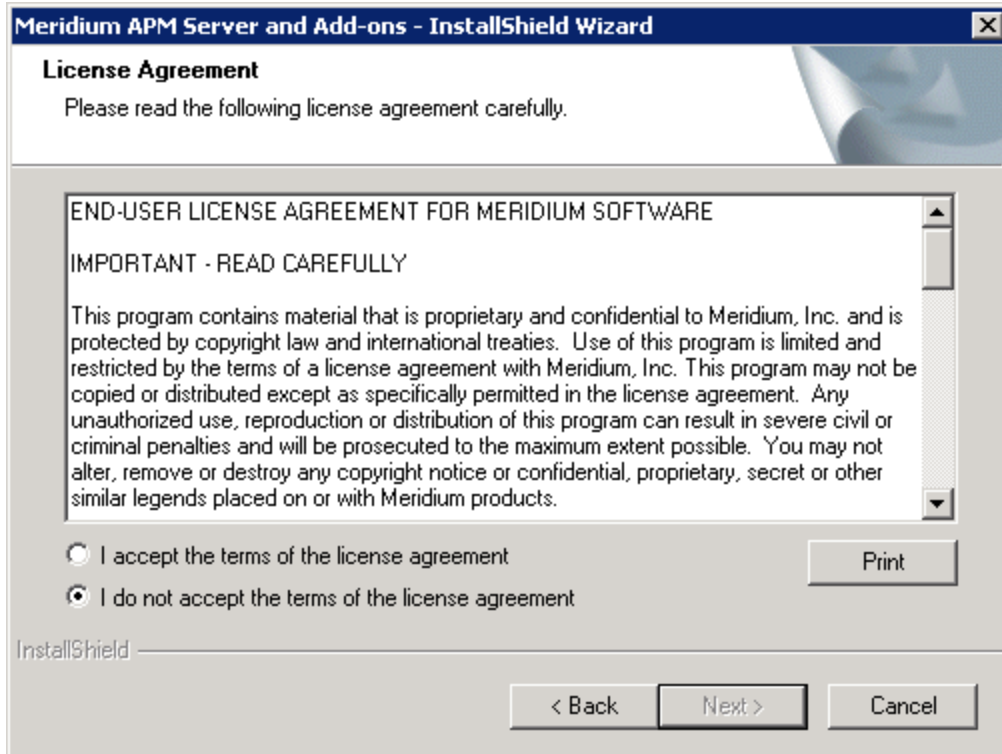 Meridium APM Server and Add-ons - InstallShield Wizard
License Agreement
Please read the following license agreement carefully.
END-USER LICENSE AGREEMENT FOR MERIDIUM SOFTWARE
IMPORTANT - READ CAREFULLY
This program contains material that is proprietary and confidential to Meridium, Inc. and is
protected by copyright law and international treaties.  Use of this program is limited and
restricted by the terms of a license agreement with Meridium, Inc. This program may not be
copied or distributed except as specifically permitted in the license agreement.  Any
unauthorized use, reproduction or distribution of this program can result in severe civil or
criminal penalties and will be prosecuted to the maximum extent possible.  You may not
alter, remove or destroy any copyright notice or confidential, proprietary, secret or other
similar legends placed on or with Meridium products.
I accept the terms of the license agreement
Print
I do not accept the terms of the license agreement
InstallShield
< Back
Next >
Cancel